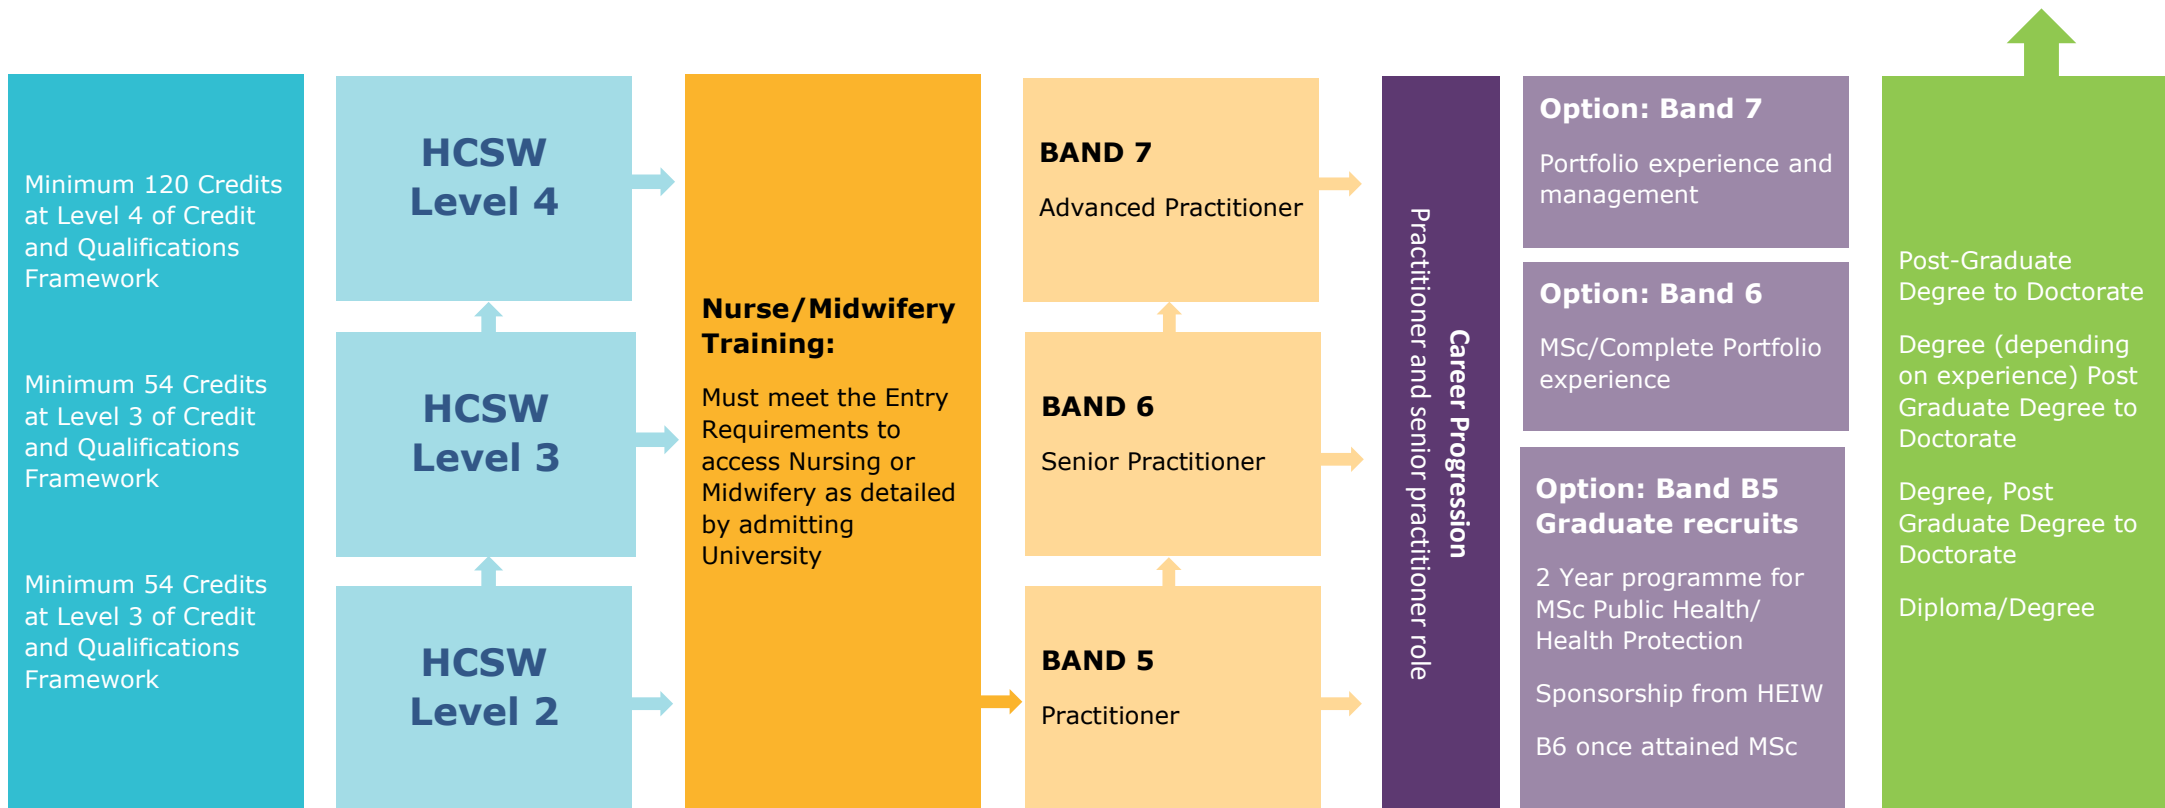 Minimum 120 Credits
at Level 4 of Credit
and Qualifications
Framework
Minimum 54 Credits
at Level 3 of Credit
and Qualifications
Framework
Minimum 54 Credits
at Level 3 of Credit
and Qualifications
Framework
HCSW
Level 4
HCSW
Level 3
HCSW
Level 2
Nurse/Midwifery
Training:
Must meet the Entry
Requirements to
access Nursing or
Midwifery as detailed
by admitting
University
BAND 7
Advanced Practitioner
BAND 6
Senior Practitioner
BAND 5
Practitioner
Career Progression
Practitioner and senior practitioner role
Option: Band 7
Portfolio experience and
management
Option: Band 6
MSc/Complete Portfolio
experience
Option: Band B5
Graduate recruits
2 Year programme for
MSc Public Health/
Health Protection
Sponsorship from HEIW
B6 once attained MSc
Post-Graduate
Degree to Doctorate
Degree (depending
on experience) Post
Graduate Degree to
Doctorate
Degree, Post
Graduate Degree to
Doctorate
Diploma/Degree